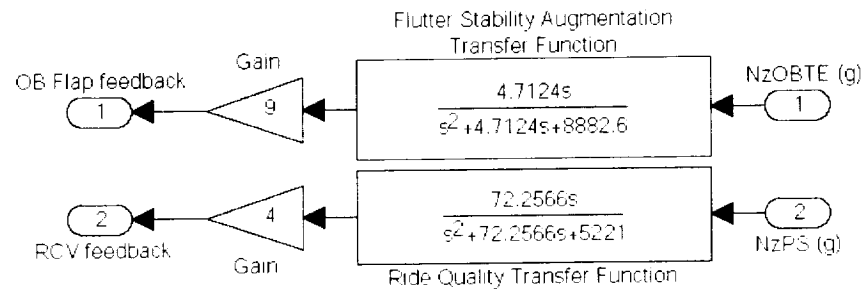 Flutter Stability Augmentation
Transfer Function
Gain
OB Flap feedback
NzOBTE (g)
4.7124s
1
9
1
s²+4.7124s+8882.6
72.2566s
2
4
2
s²+72.2566s+5221
RCV feedback
NzPS (g)
Gain
Ride Quality Transfer Function